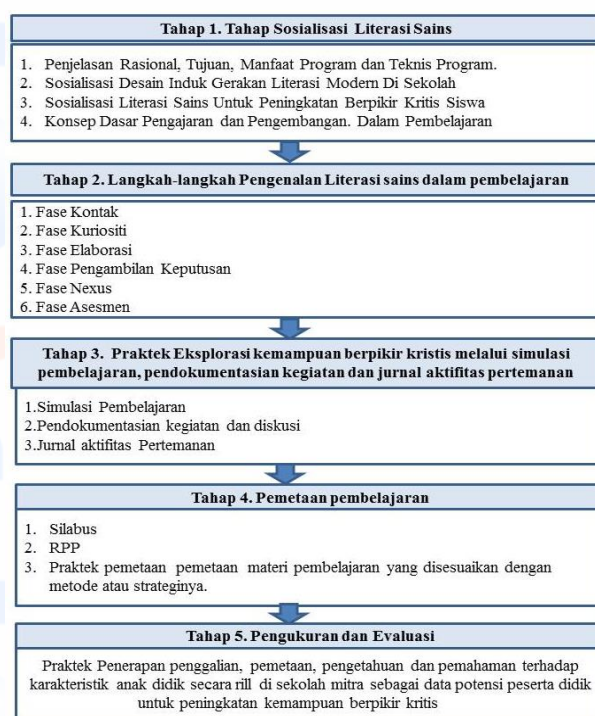 Tahap 1. Tahap Sosialisasi Literasi Sains
1. Penjelasan Rasional, Tujuan, Manfaat Program dan Teknis Program.
2. Sosialisasi Desain Induk Gerakan Literasi Modern Di Sekolah
3. Sosialisasi Literasi Sains Untuk Peningkatan Berpikir Kritis Siswa
4. Konsep Dasar Pengajaran dan Pengembangan. Dalam Pembelajaran
Tahap 2. Langkah-langkah Pengenalan Literasi sains dalam pembelajaran
1. Fase Kontak
2. Fase Kuriositi
3. Fase Elaborasi
4. Fase Pengambilan Keputusan
5. Fase Nexus
6. Fase Asesmen
Tahap 3. Praktek Eksplorasi kemampuan berpikir kristis melalui simulasi
pembelajaran, pendokumentasian kegiatan dan jurnal aktifitas pertemanan
1.Simulasi Pembelajaran
2.Pendokumentasian kegiatan dan diskusi
3.Jurnal aktifitas Pertemanan
Tahap 4. Pemetaan pembelajaran
1. Silabus
2. RPP
3. Praktek pemetaan pemetaan materi pembelajaran yang disesuaikan dengan
metode atau strateginya.
Tahap 5. Pengukuran dan Evaluasi
Praktek Penerapan penggalian, pemetaan, pengetahuan dan pemahaman terhadap
karakteristik anak didik secara rill di sekolah mitra sebagai data potensi peserta didik
untuk peningkatan kemampuan berpikir kritis